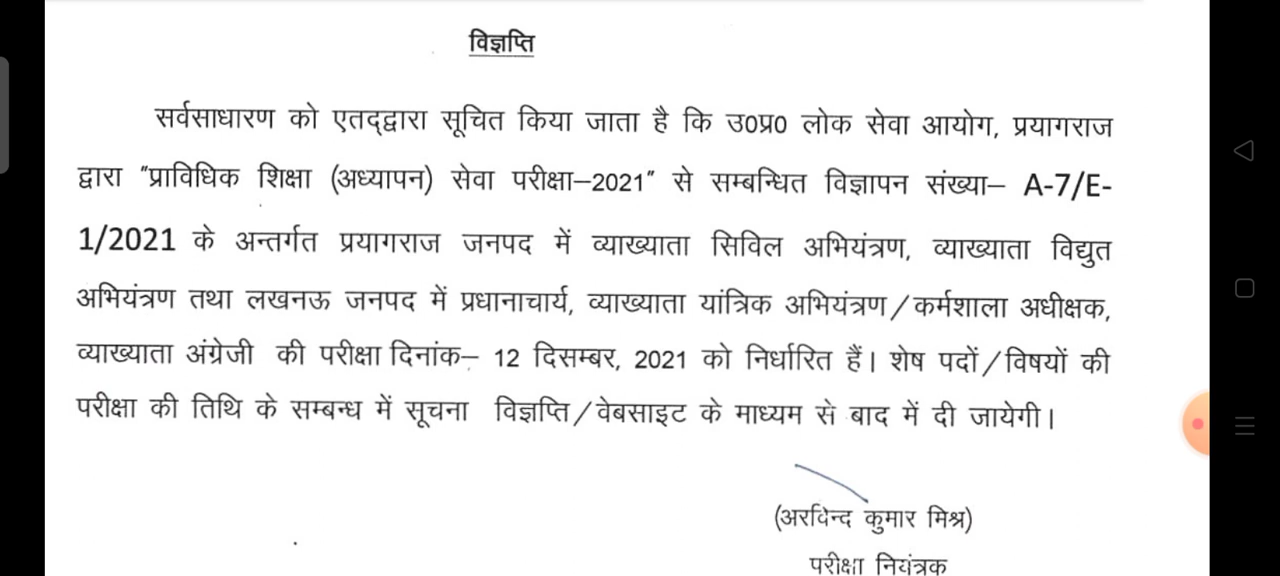 विज्ञप्ति
सर्वसाधारण को एतद्द्वारा सूचित किया जाता है कि उ0प्र0 लोक सेवा आयोग, प्रयागराज
द्वारा "प्राविधिक शिक्षा (अध्यापन) सेवा परीक्षा–2021" से सम्बन्धित विज्ञापन संख्या– A-7/E-
1/2021 के अन्तर्गत प्रयागराज जनपद में व्याख्याता सिविल अभियंत्रण, व्याख्याता विद्युत
अभियंत्रण तथा लखनऊ जनपद में प्रधानाचार्य, व्याख्याता यांत्रिक अभियंत्रण/कर्मशाला अधीक्षक,
व्याख्याता अंग्रेजी की परीक्षा दिनांक– 12 दिसम्बर, 2021 को निर्धारित हैं। शेष पदों/विषयों की
परीक्षा की तिथि के सम्बन्ध में सूचना विज्ञप्ति/वेबसाइट के माध्यम से बाद में दी जायेगी।
(अरविन्द कुमार मिश्र)
परीक्षा नियंत्रक